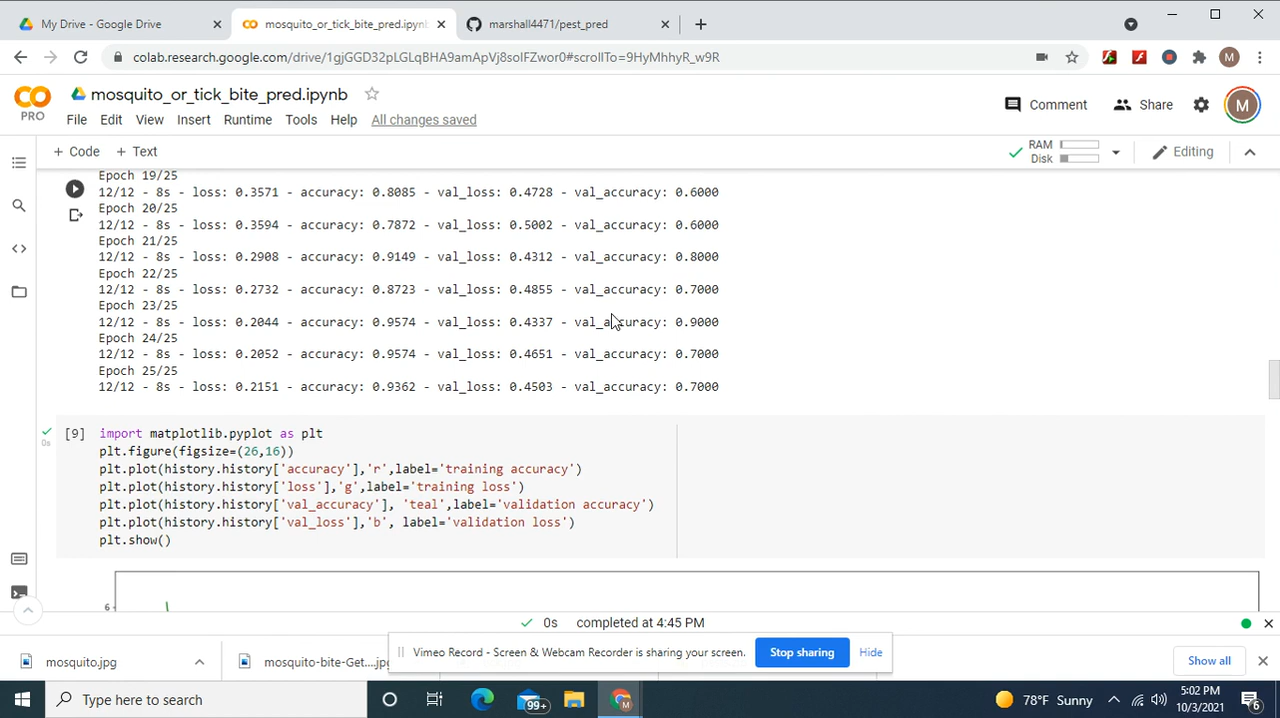 My Drive - Google Drive
mosquito_or_tick_bite_pred.ipynb
marshall4471/pest_pred
colab.research.google.com/drive/1gjGGD32pLGLqBHA9amApVj8soIFZwor0#scrollTo=9HyMhhyR_w9R
M
PRO
mosquito_or_tick_bite_pred.ipynb
Comment
Share
M
File Edit View Insert Runtime Tools Help All changes saved
+ Code + Text
RAM
Disk
Editing
Epoch 19/25
12/12 - 8s - loss: 0.3571 - accuracy: 0.8085 - val_loss: 0.4728 - val_accuracy: 0.6000
Epoch 20/25
12/12 - 8s - loss: 0.3594 - accuracy: 0.7872 - val_loss: 0.5002 - val_accuracy: 0.6000
Epoch 21/25
12/12 - 8s - loss: 0.2908 - accuracy: 0.9149 - val_loss: 0.4312 - val_accuracy: 0.8000
Epoch 22/25
12/12 - 8s - loss: 0.2732 - accuracy: 0.8723 - val_loss: 0.4855 - val_accuracy: 0.7000
Epoch 23/25
12/12 - 8s - loss: 0.2044 - accuracy: 0.9574 - val_loss: 0.4337 - val_accuracy: 0.9000
Epoch 24/25
12/12 - 8s - loss: 0.2052 - accuracy: 0.9574 - val_loss: 0.4651 - val_accuracy: 0.7000
Epoch 25/25
12/12 - 8s - loss: 0.2151 - accuracy: 0.9362 - val_loss: 0.4503 - val_accuracy: 0.7000
0s
[9] import matplotlib.pyplot as plt
plt.figure(figsize=(26,16))
plt.plot(history.history['accuracy'],'r',label='training accuracy')
plt.plot(history.history['loss'],'g',label='training loss')
plt.plot(history.history['val_accuracy'], 'teal',label='validation accuracy')
plt.plot(history.history['val_loss'],'b', label='validation loss')
plt.show()
6
0s completed at 4:45 PM
mosquito.jpg
mosquito-bite-Get....jpg
Vimeo Record - Screen & Webcam Recorder is sharing your screen.
Stop sharing
Hide
Show all
Type here to search
99+
M
78°F Sunny
5:02 PM
10/3/2021
6